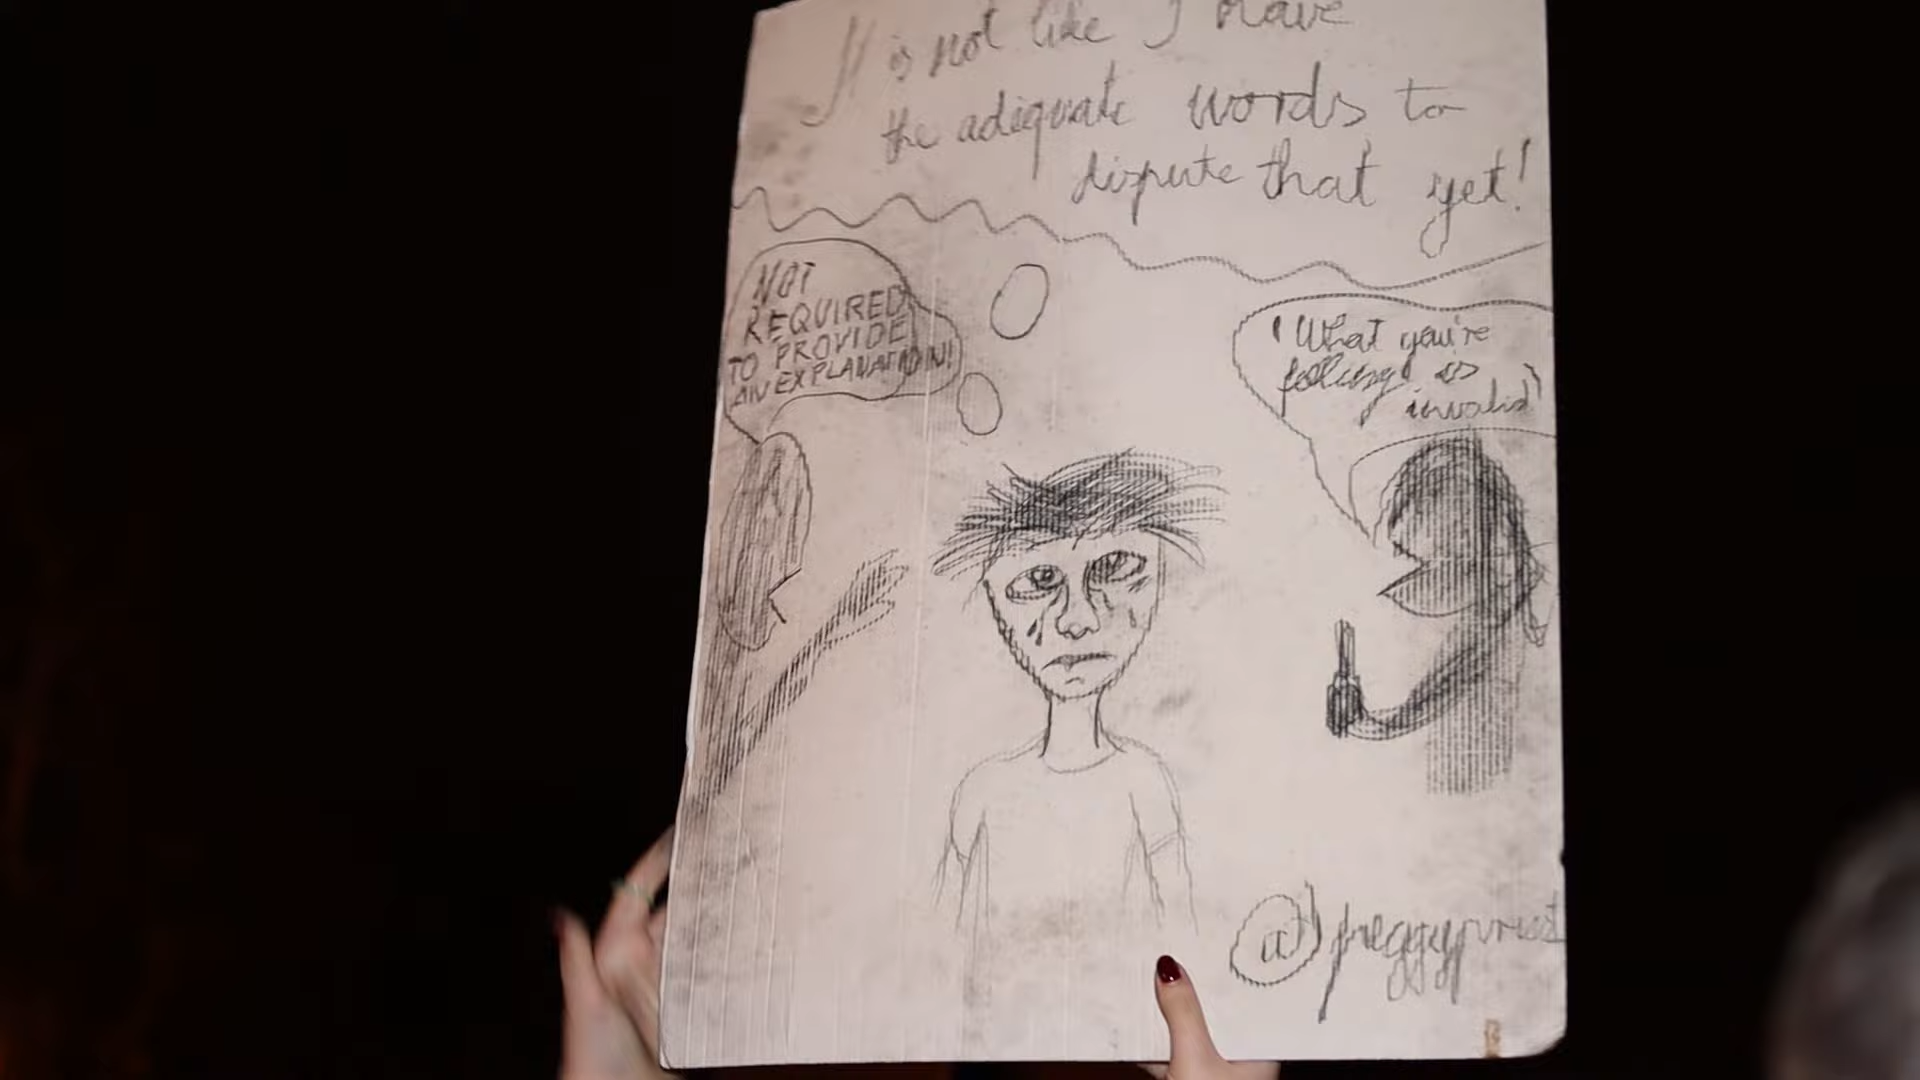 It is not like I have
the adequate words to
dispute that yet!
NOT
REQUIRED
TO PROVIDE
AN EXPLANATION!
"What you're
is
invalid"
@